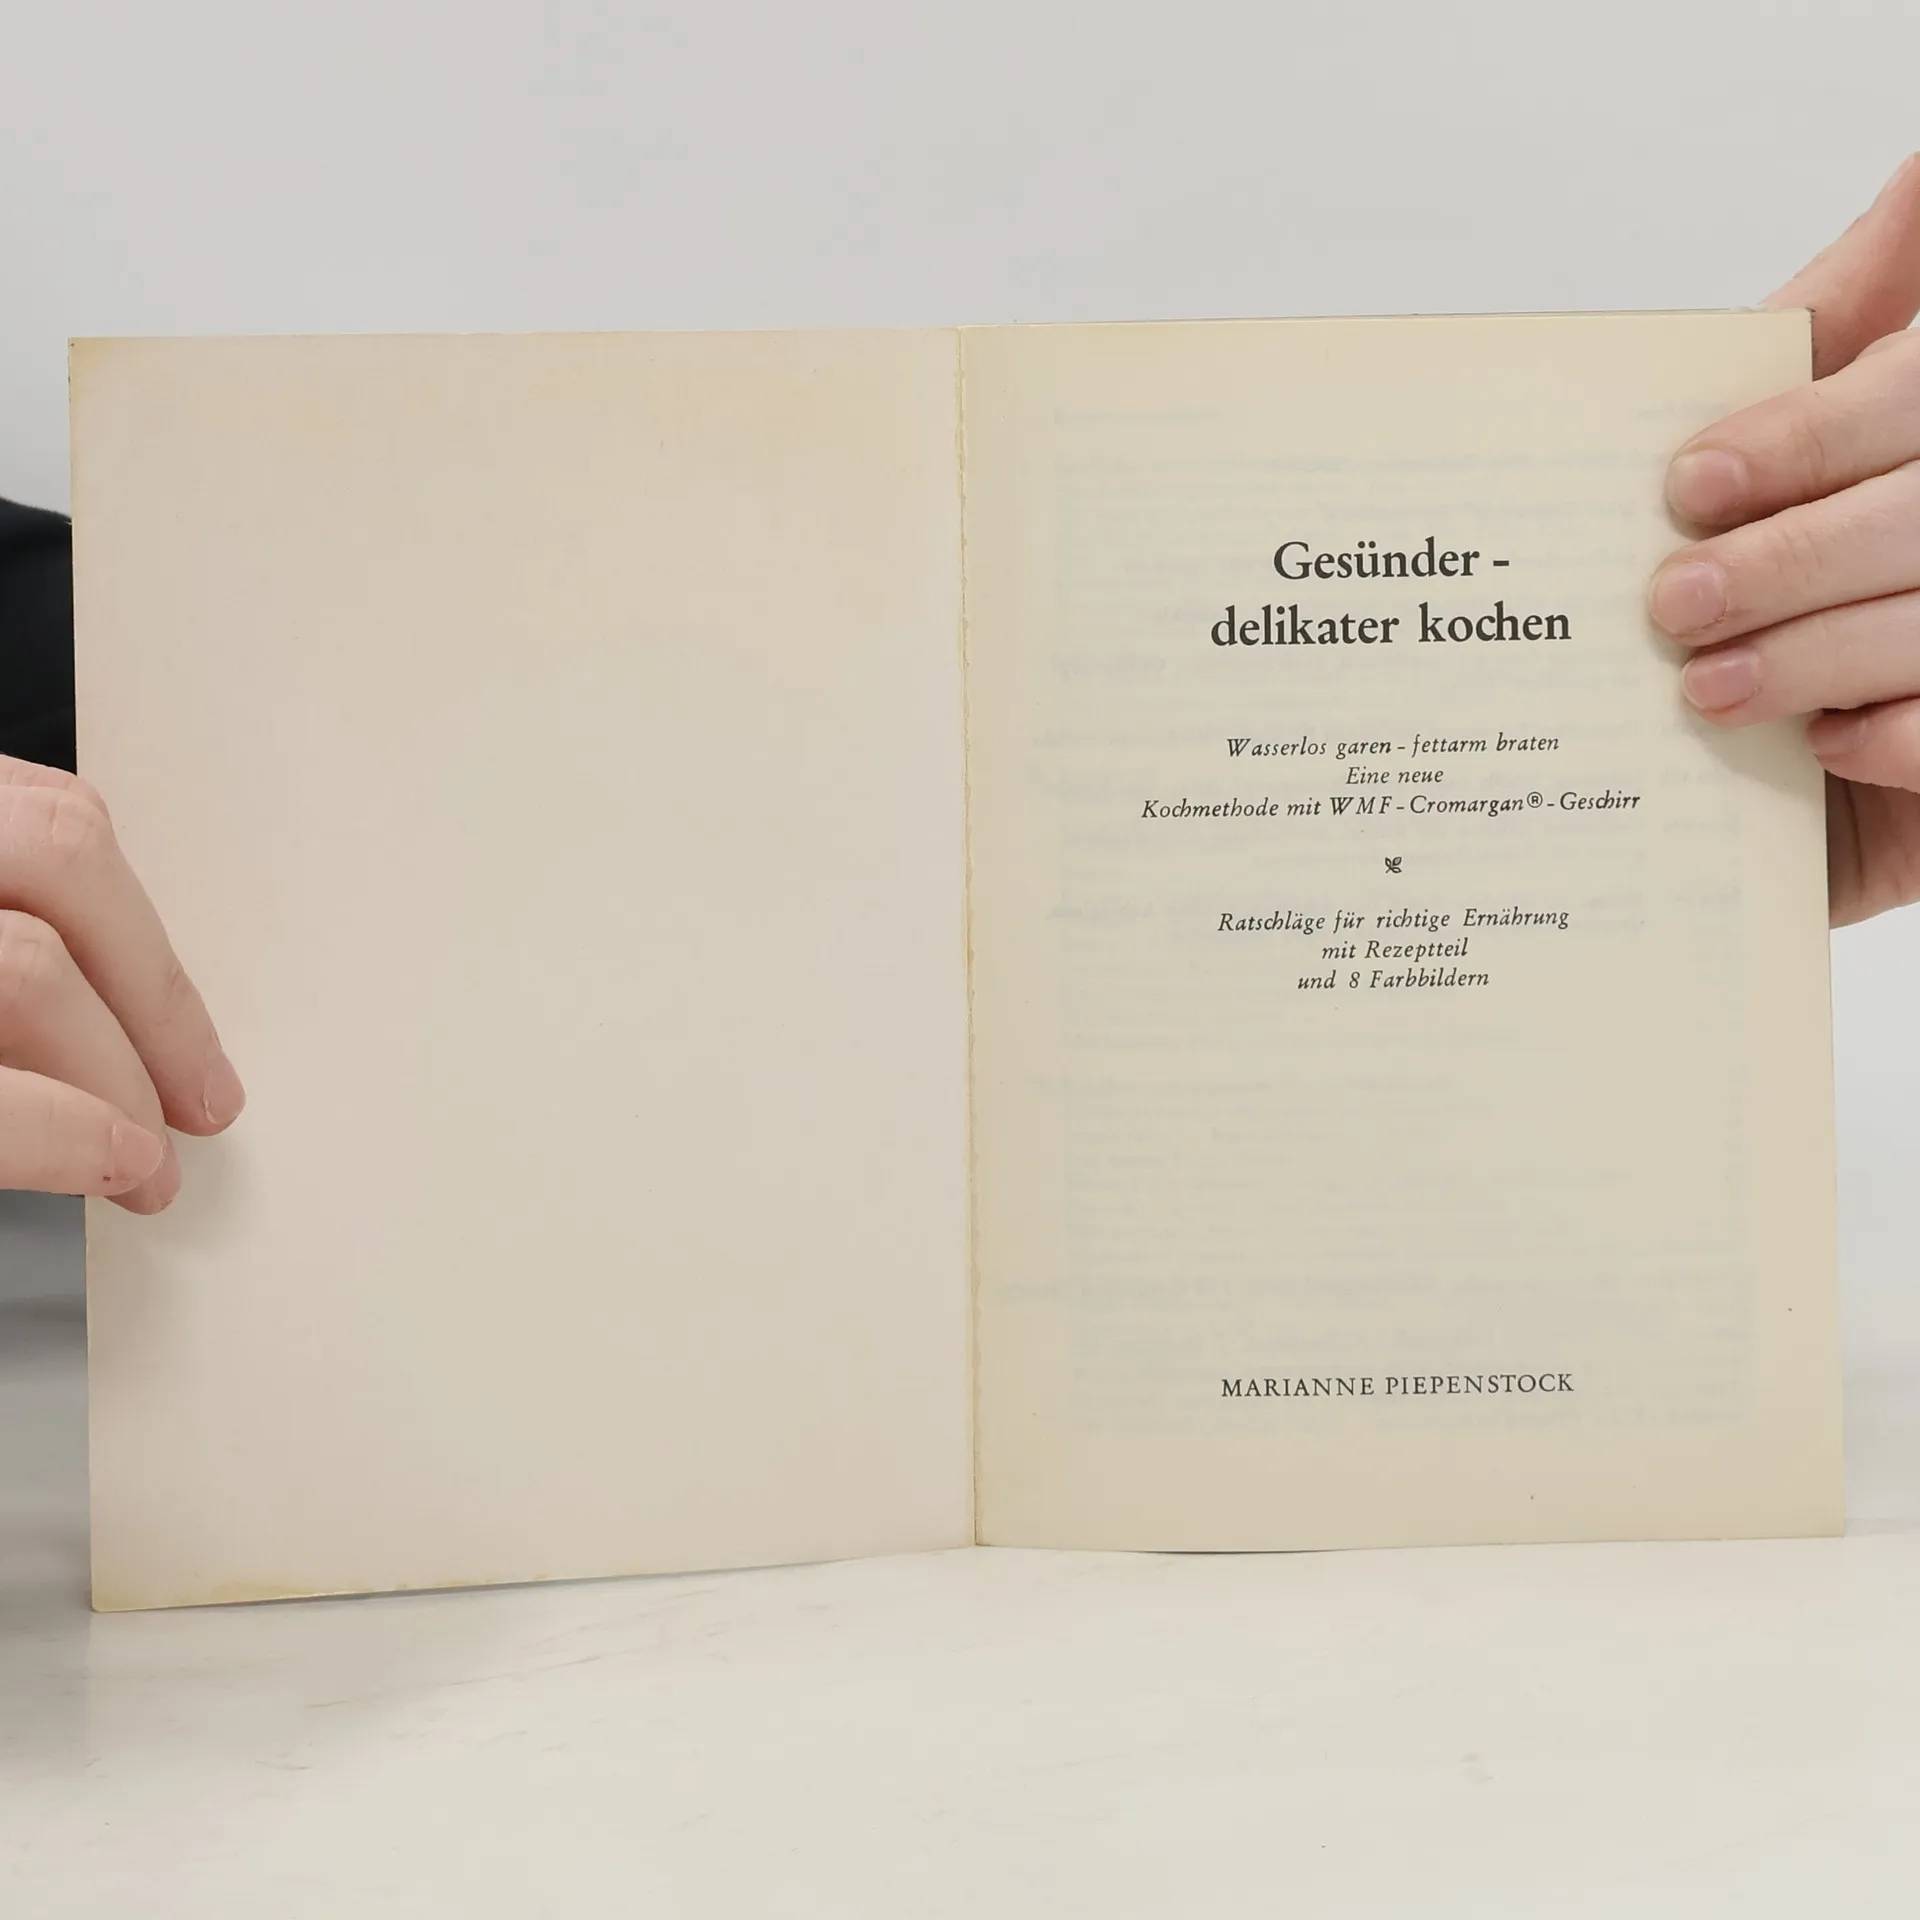 Gesünder -
delikater kochen
Wasserlos garen - fettarm braten
Eine neue
Kochmethode mit WMF-Cromargan®-Geschirr
Ratschläge für richtige Ernährung
mit Rezeptteil
und 8 Farbbildern
MARIANNE PIEPENSTOCK